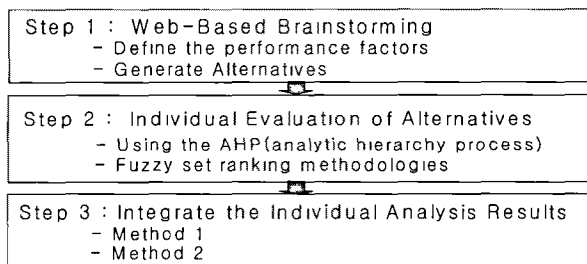 Step 1 : Web-Based Brainstorming
- Define the performance factors
- Generate Alternatives
Step 2 : Individual Evaluation of Alternatives
- Using the AHP(analytic hierarchy process)
- Fuzzy set ranking methodologies
Step 3 : Integrate the Individual Analysis Results
- Method 1
- Method 2